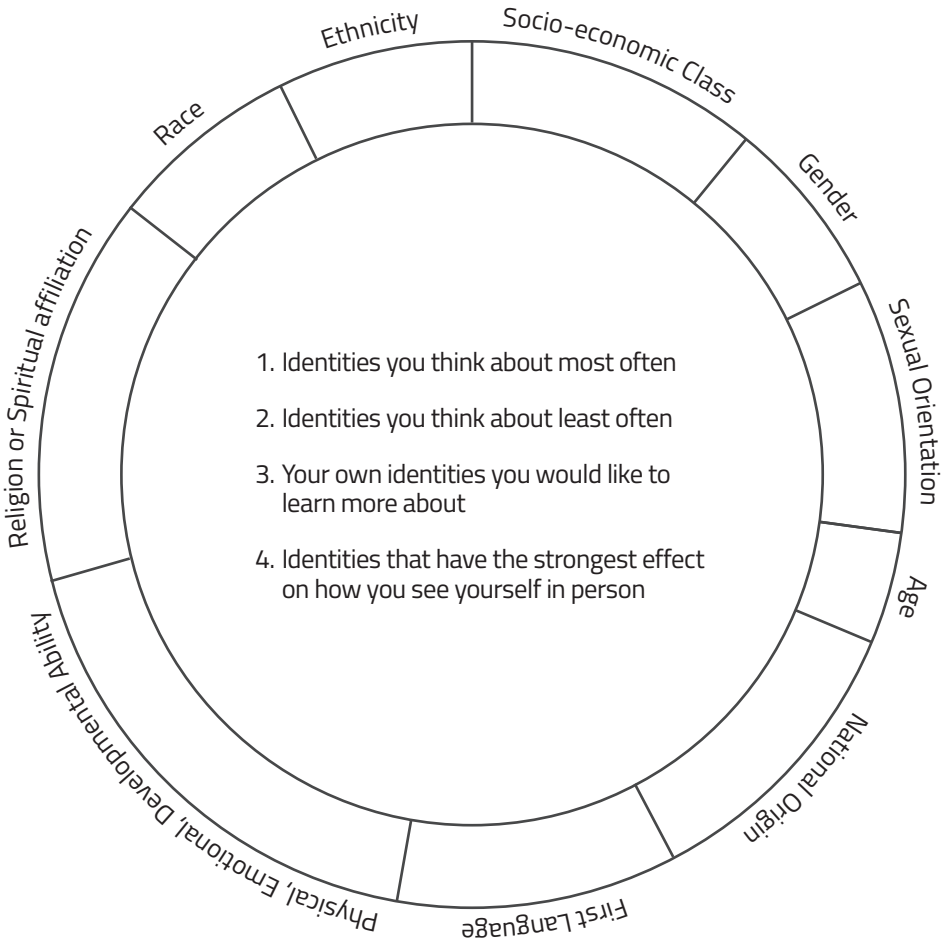 Ethnicity
Socio-economic Class
Gender
Sexual Orientation
Age
National Origin
First Language
Physical, Emotional, Developmental Ability
Religion or Spiritual affiliation
Race
1. Identities you think about most often
2. Identities you think about least often
3. Your own identities you would like to
learn more about
4. Identities that have the strongest effect
on how you see yourself in person